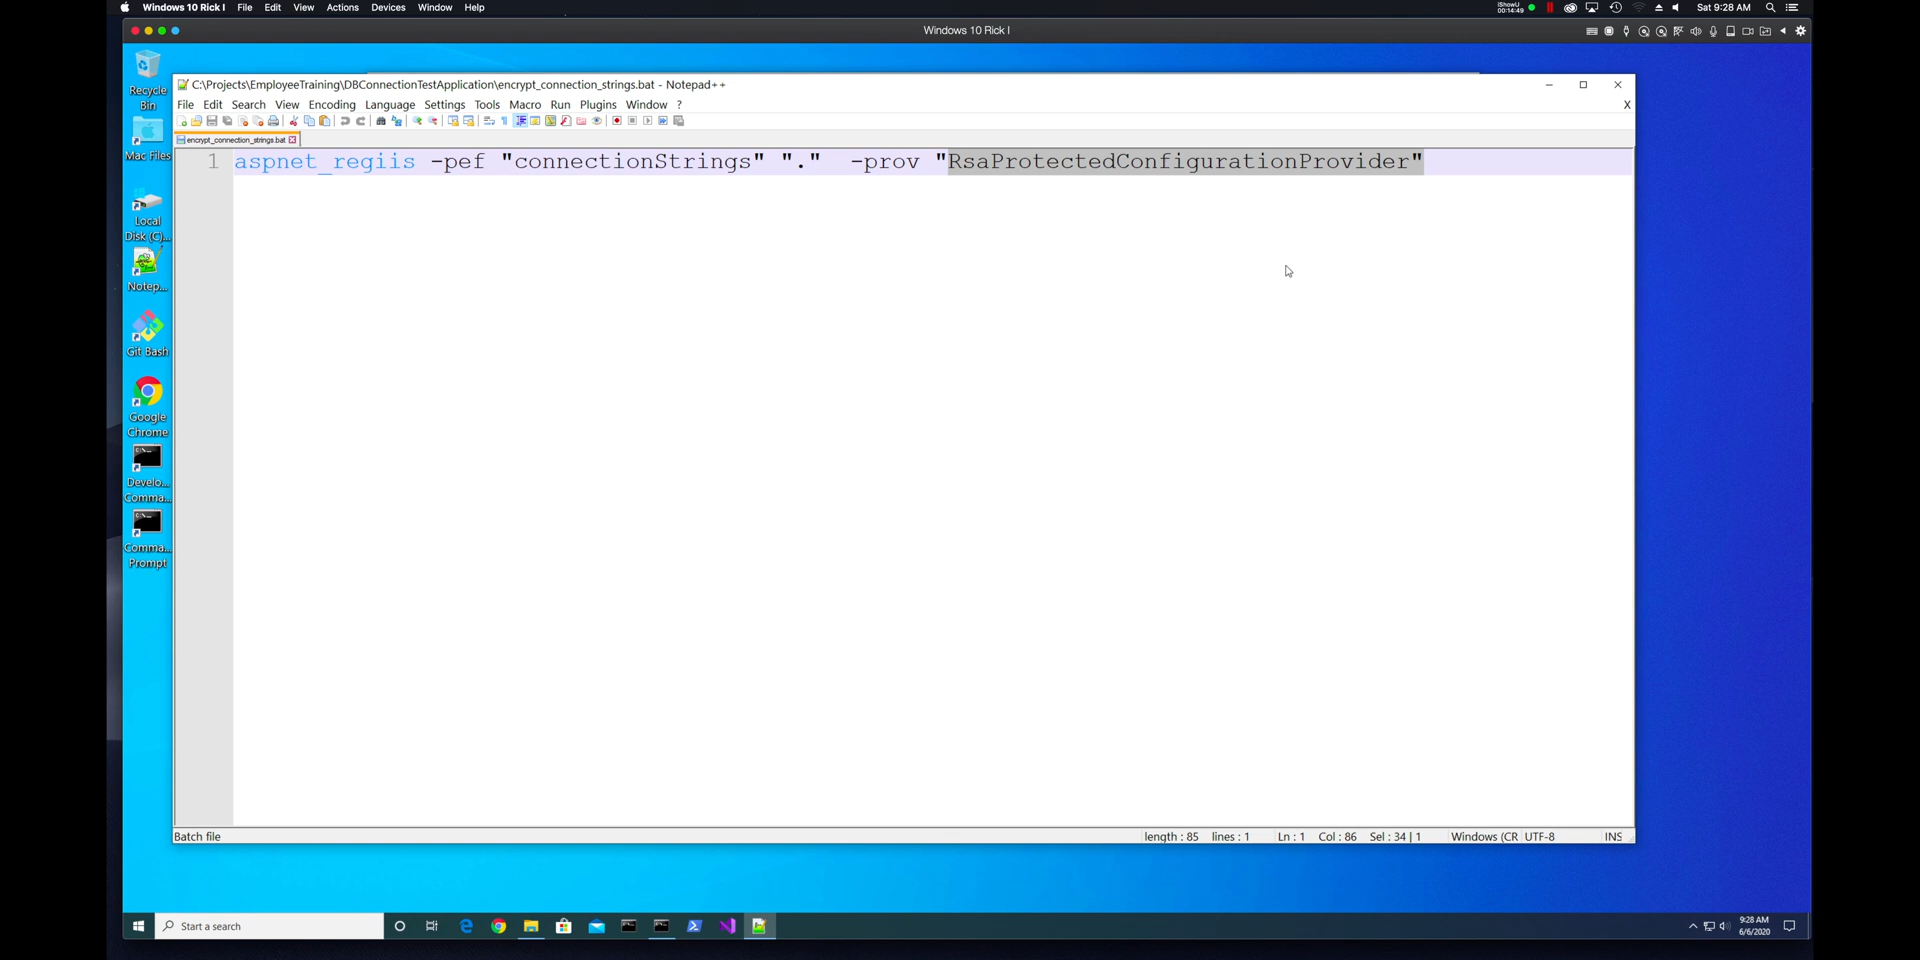 Windows 10 Rick I File Edit View Actions Devices Window Help
iShowU
00:14:49
Sat 9:28 AM
Windows 10 Rick I
C:\Projects\EmployeeTraining\DBConnectionTestApplication\encrypt_connection_strings.bat - Notepad++
File Edit Search View Encoding Language Settings Tools Macro Run Plugins Window ?
X
encrypt_connection_strings.bat
1 aspnet_regiis -pef "connectionStrings" "."  -prov "RsaProtectedConfigurationProvider"
Recycle
Bin
Mac Files
Local
Disk (C)...
Notep...
Git Bash
Google
Chrome
Develo...
Comma...
Comma...
Prompt
Batch file length : 85 lines : 1 Ln : 1 Col : 86 Sel : 34 | 1 Windows (CR UTF-8 INS
Start a search
9:28 AM
6/6/2020